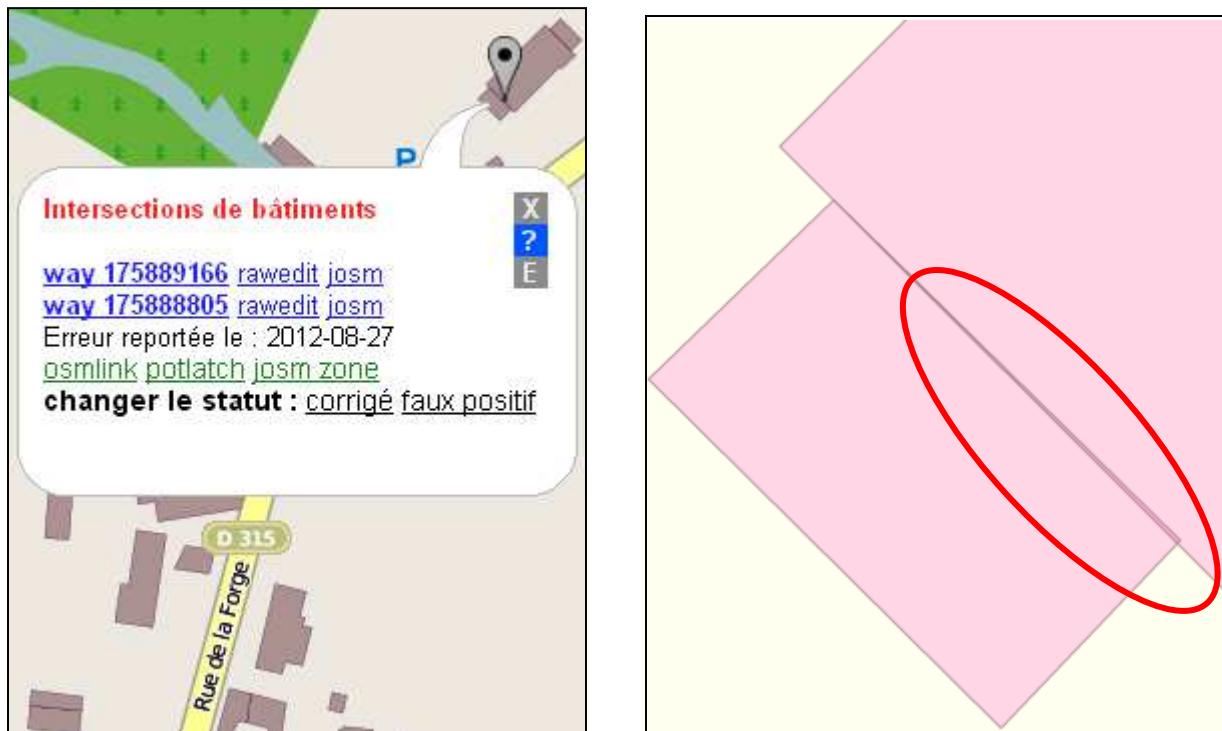 P
Intersections de bâtiments
X
?
E
way 175889166 rawedit josm
way 175888805 rawedit josm
Erreur reportée le : 2012-08-27
osmlink potlatch josm zone
changer le statut : corrigé faux positif
D 315
Rue de la Forge